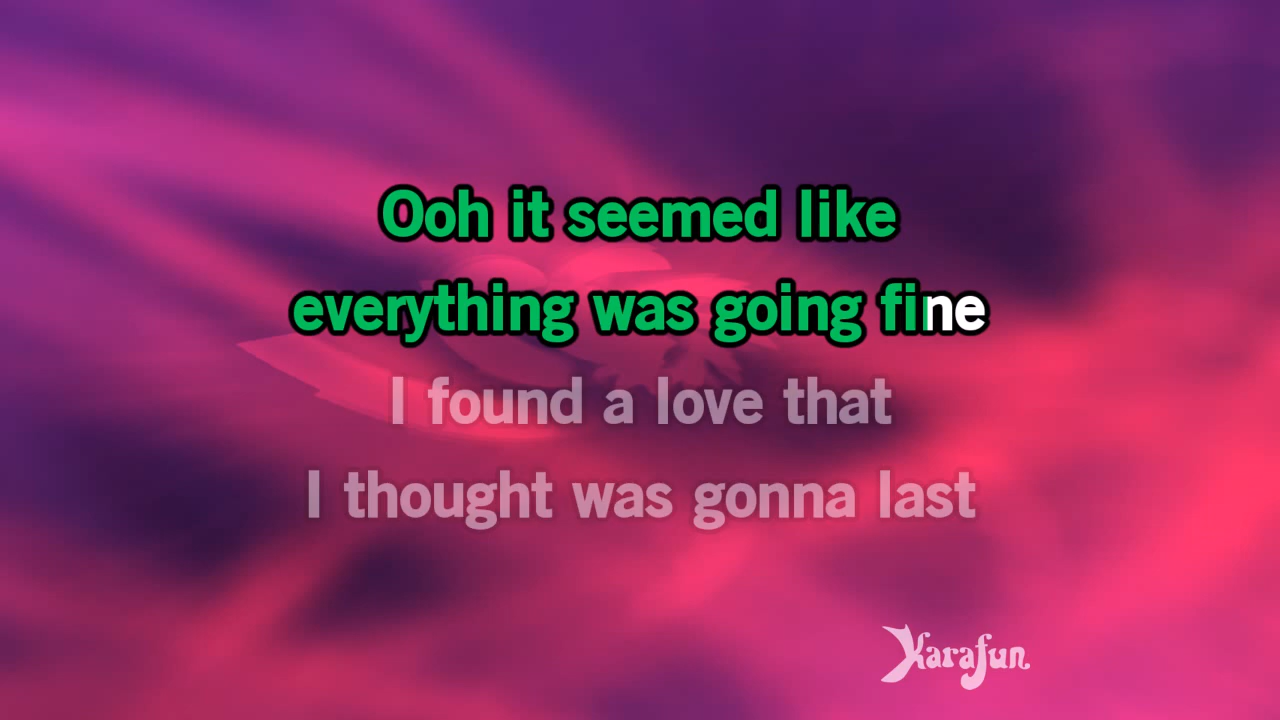 Ooh it seemed like
everything was going fine
I found a love that
I thought was gonna last
Karafun